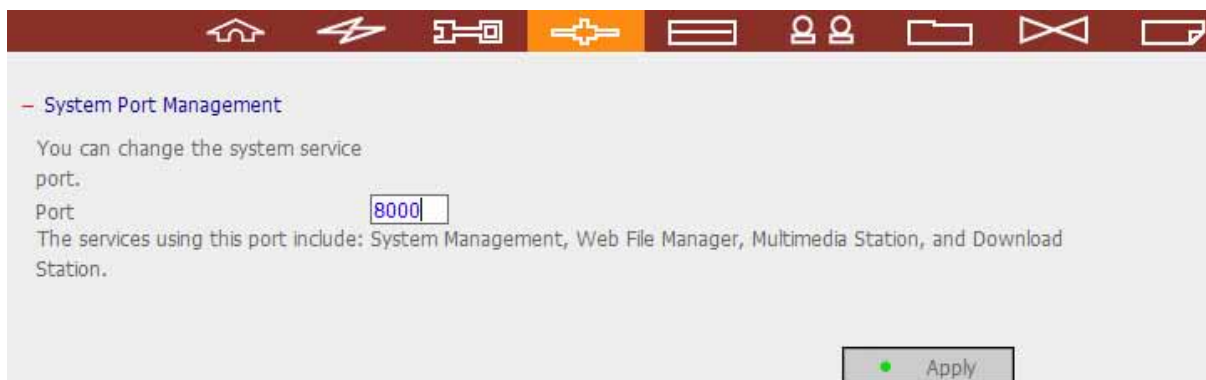 System Port Management
You can change the system service
port.
Port 8000
The services using this port include: System Management, Web File Manager, Multimedia Station, and Download
Station.
Apply